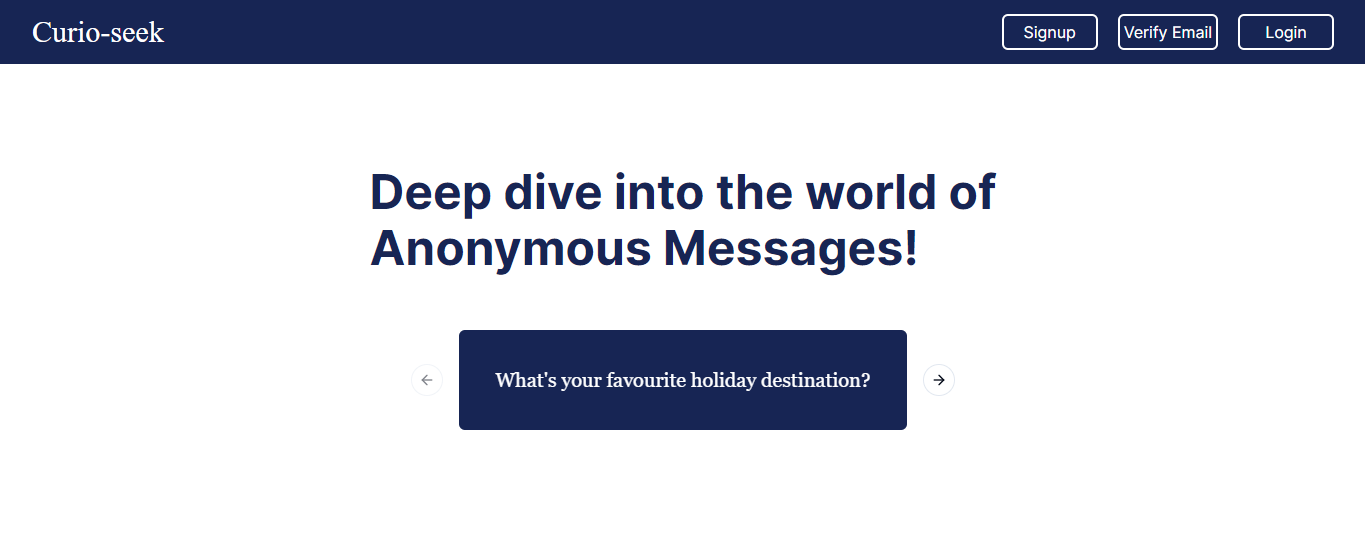 Curio-seek
Signup
Verify Email
Login
Deep dive into the world of
Anonymous Messages!
What's your favourite holiday destination?